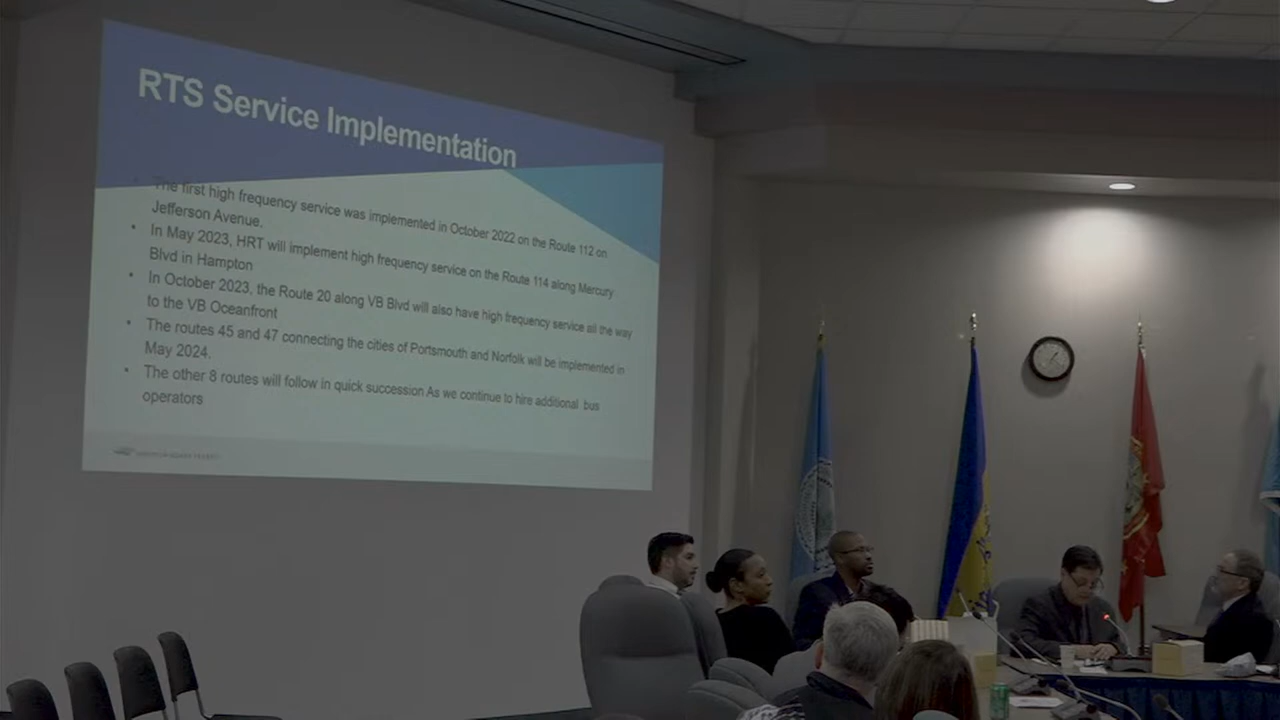 RTS Service Implementation
• The first high frequency service was implemented in October 2022 on the Route 112 on
Jefferson Avenue.
• In May 2023, HRT will implement high frequency service on the Route 114 along Mercury
Blvd in Hampton
• In October 2023, the Route 20 along VB Blvd will also have high frequency service all the way
to the VB Oceanfront
• The routes 45 and 47 connecting the cities of Portsmouth and Norfolk will be implemented in
May 2024.
• The other 8 routes will follow in quick succession As we continue to hire additional bus
operators